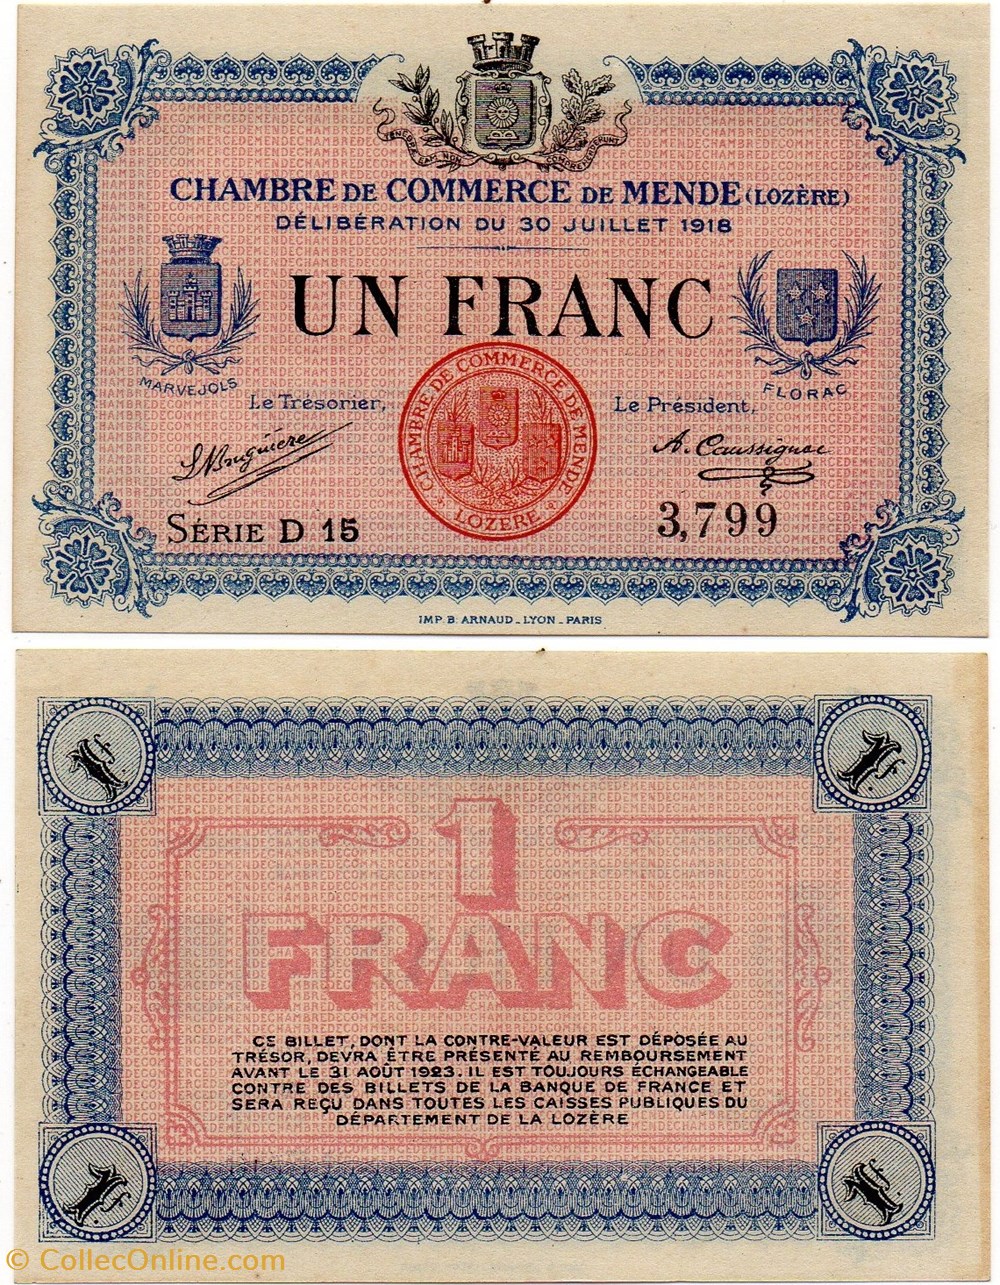 CHAMBRE DE COMMERCE DE MENDE (LOZÈRE)
DÉLIBÉRATION DU 30 JUILLET 1918
UN FRANC
MARVEJOLS
FLORAC
Le Trésorier,
Le Président,
CHAMBRE DE COMMERCE DE MENDE
LOZERE
A. Caussignac
SÉRIE D 15
3,799
IMP. B. ARNAUD_LYON_PARIS
1
FRANC
CE BILLET, DONT LA CONTRE-VALEUR EST DÉPOSÉE AU
TRÉSOR, DEVRA ÊTRE PRÉSENTÉ AU REMBOURSEMENT
AVANT LE 31 AOÛT 1923. IL EST TOUJOURS ÉCHANGEABLE
CONTRE DES BILLETS DE LA BANQUE DE FRANCE ET
SERA REÇU DANS TOUTES LES CAISSES PUBLIQUES DU
DÉPARTEMENT DE LA LOZÈRE
© CollecOnline.com